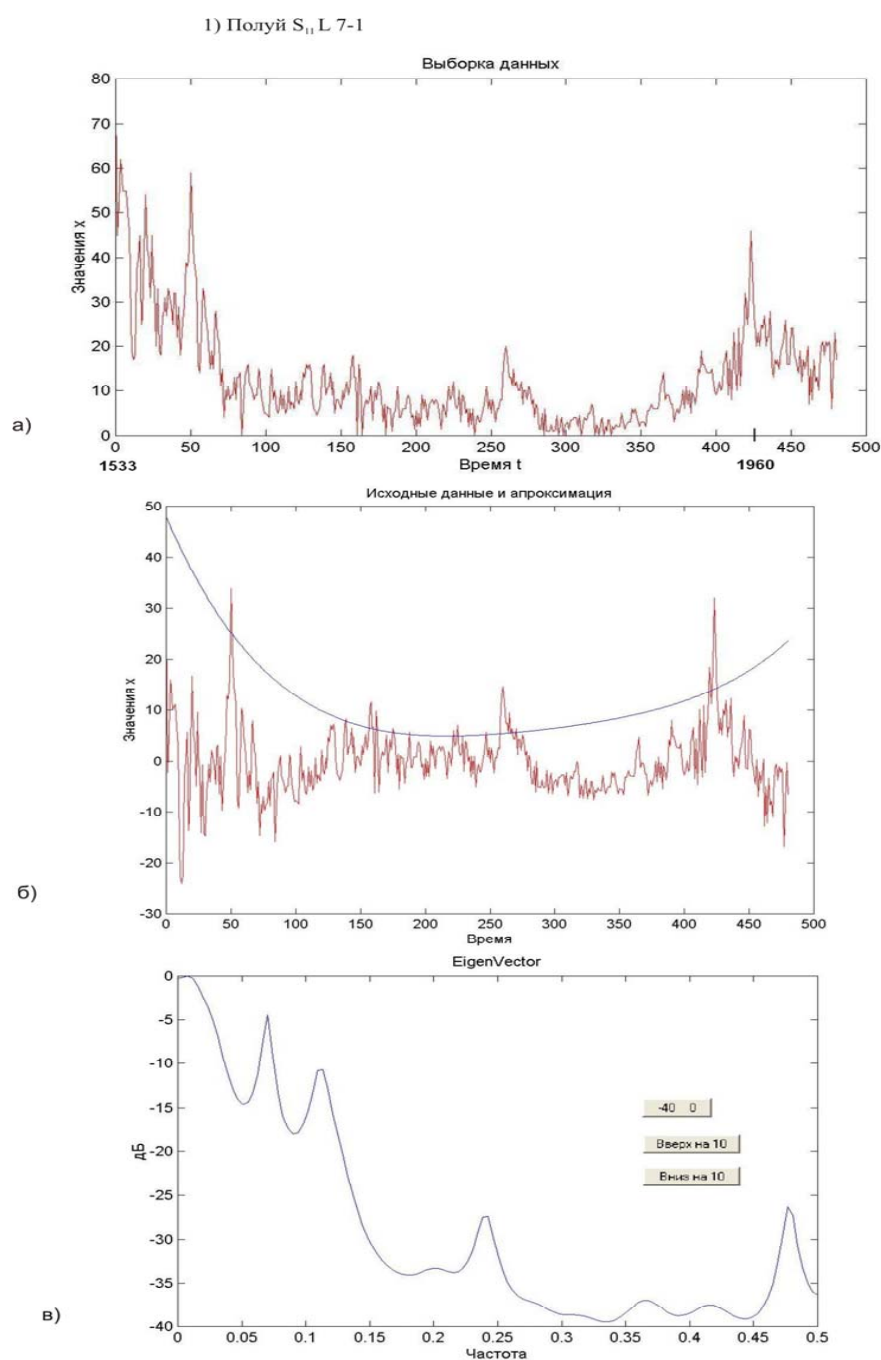 1) Полуй S₁₁ L 7-1
Выборка данных
Значения x
80
70
60
50
40
30
20
10
0
0 50 100 150 200 250 300 350 400 450 500
1533 Время t 1960
а)
Исходные данные и апроксимация
Значения x
50
40
30
20
10
0
-10
-20
-30
0 50 100 150 200 250 300 350 400 450 500
Время
б)
EigenVector
дБ
0
-5
-10
-15
-20
-25
-30
-35
-40
-40 0
Вверх на 10
Вниз на 10
0 0.05 0.1 0.15 0.2 0.25 0.3 0.35 0.4 0.45 0.5
Частота
в)